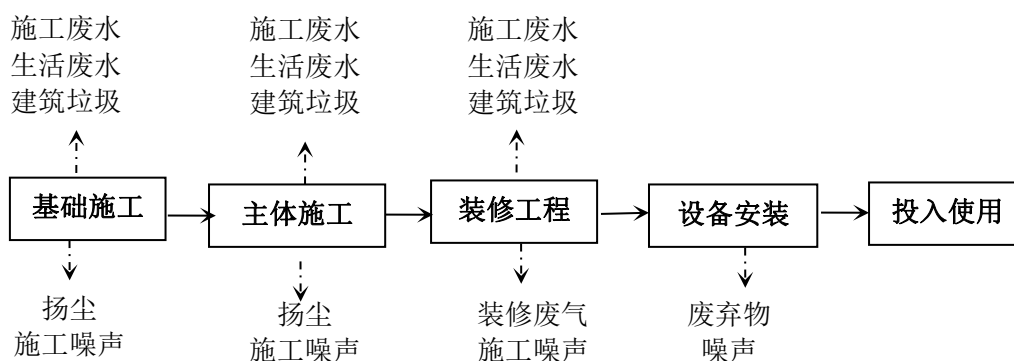 施工废水
生活废水
建筑垃圾
施工废水
生活废水
建筑垃圾
施工废水
生活废水
建筑垃圾
基础施工
主体施工
装修工程
设备安装
投入使用
扬尘
施工噪声
扬尘
施工噪声
装修废气
施工噪声
废弃物
噪声